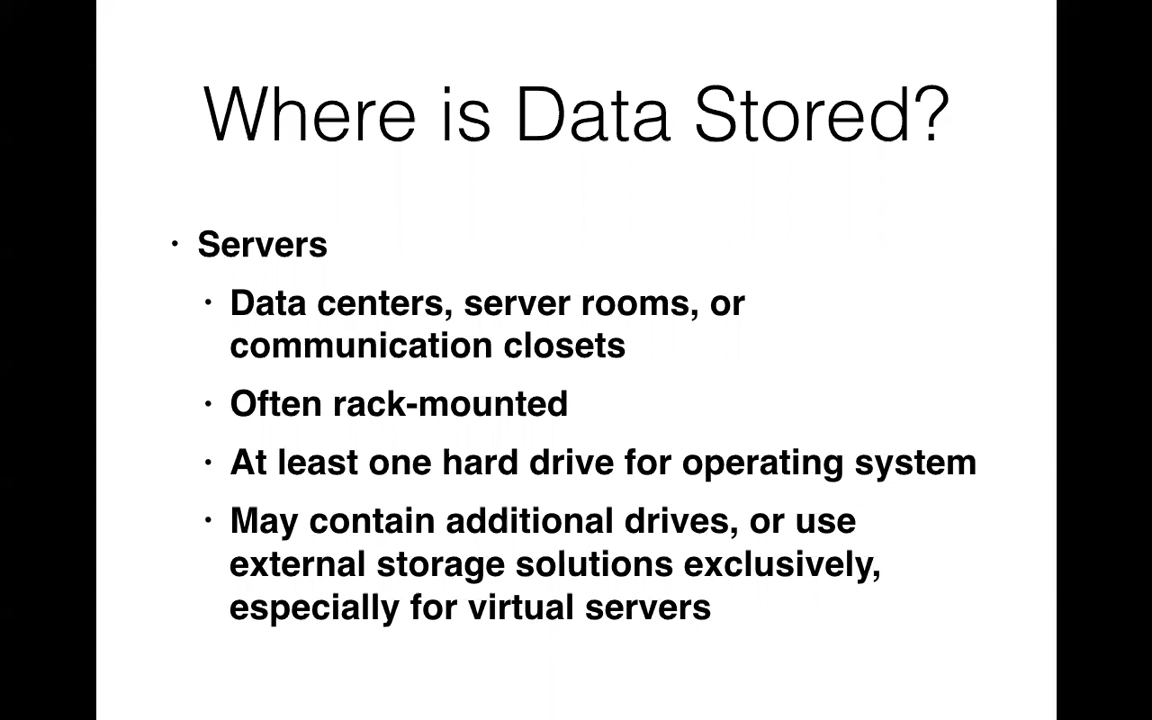 Where is Data Stored?
• Servers
• Data centers, server rooms, or
communication closets
• Often rack-mounted
• At least one hard drive for operating system
• May contain additional drives, or use
external storage solutions exclusively,
especially for virtual servers